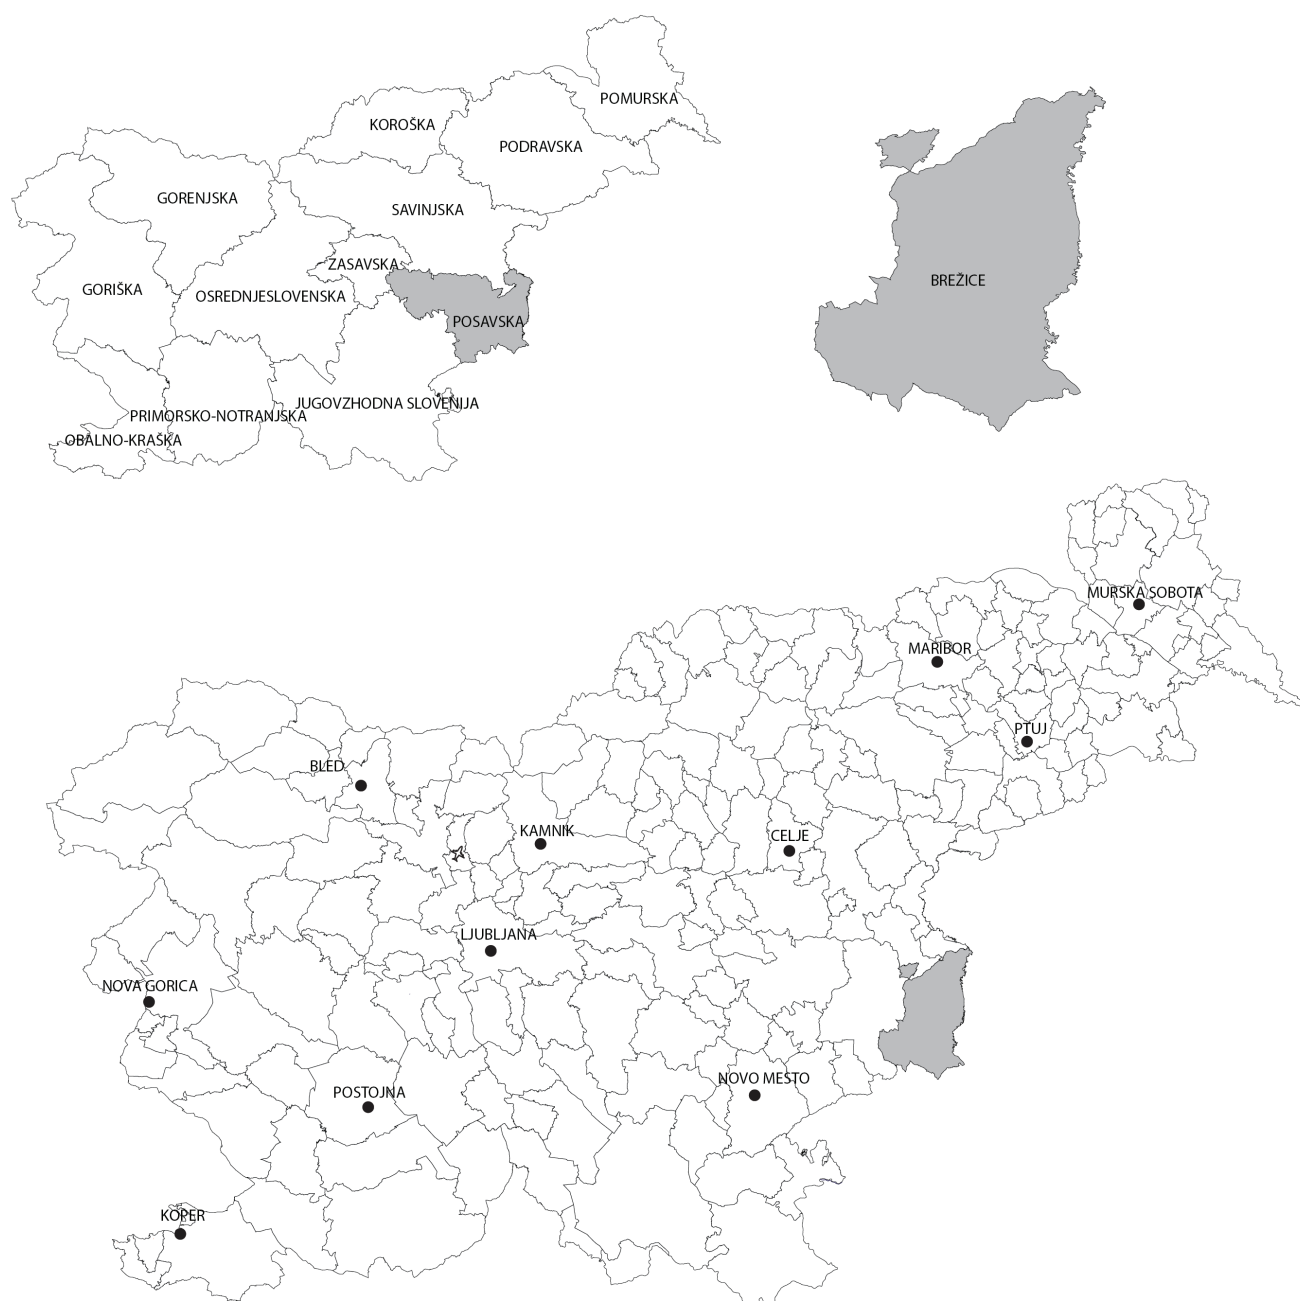 POMURSKA
KOROŠKA
PODRAVSKA
GORENJSKA
SAVINJSKA
ZASAVSKA
GORIŠKA
OSREDNJESLOVENSKA
POSAVSKA
JUGOVZHODNA SLOVENIJA
PRIMORSKO-NOTRANJSKA
OBALNO-KRAŠKA
BREŽICE
MURSKA SOBOTA
MARIBOR
PTUJ
BLED
KAMNIK
CELJE
LJUBLJANA
NOVA GORICA
NOVO MESTO
POSTOJNA
KOPER